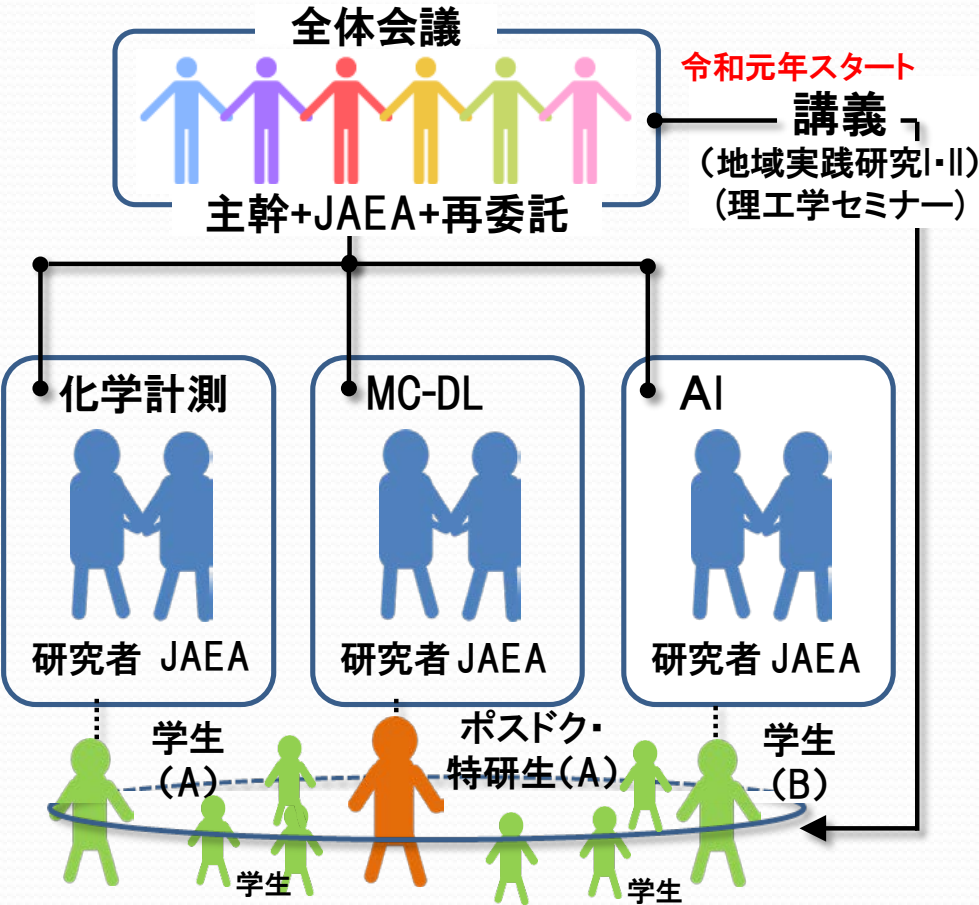 全体会議
令和元年スタート
講義
(地域実践研究Ⅰ・Ⅱ)
(理工学セミナー)
主幹+JAEA+再委託
化学計測
MC-DL
AI
研究者 JAEA
研究者 JAEA
研究者 JAEA
学生
(A)
ポスドク・
特研生(A)
学生
(B)
学生
学生